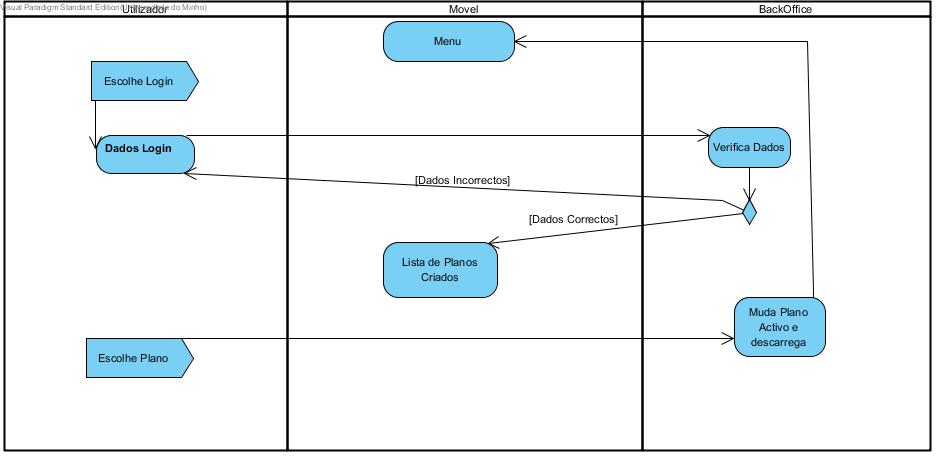 Visual Paradigm Standard Edition(Universidade do Minho)
Utilizador
Movel
BackOffice
Menu
Escolhe Login
Dados Login
Verifica Dados
[Dados Incorrectos]
[Dados Correctos]
Lista de Planos
Criados
Muda Plano
Activo e
descarrega
Escolhe Plano